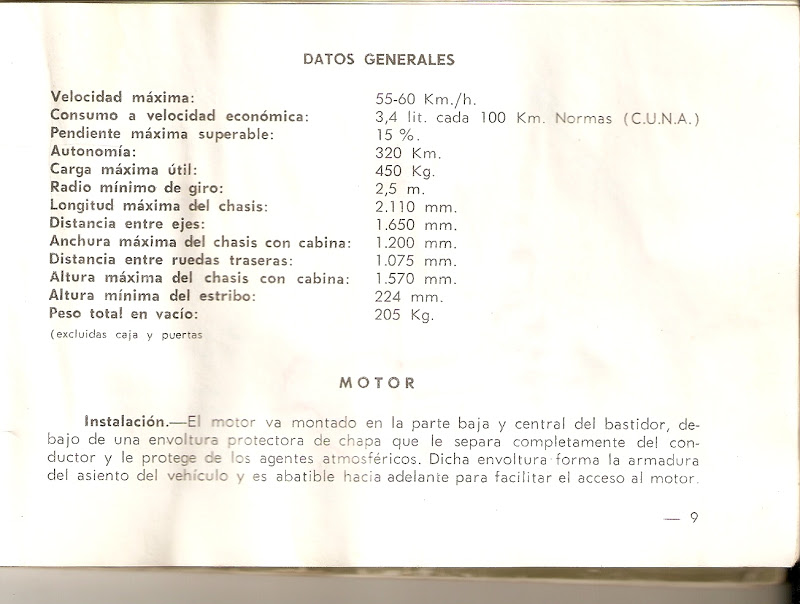 DATOS GENERALES
Velocidad máxima: 55-60 Km./h.
Consumo a velocidad económica: 3,4 lit. cada 100 Km. Normas (C.U.N.A.)
Pendiente máxima superable: 15 %.
Autonomía: 320 Km.
Carga máxima útil: 450 Kg.
Radio mínimo de giro: 2,5 m.
Longitud máxima del chasis: 2.110 mm.
Distancia entre ejes: 1.650 mm.
Anchura máxima del chasis con cabina: 1.200 mm.
Distancia entre ruedas traseras: 1.075 mm.
Altura máxima del chasis con cabina: 1.570 mm.
Altura mínima del estribo: 224 mm.
Peso total en vacío: 205 Kg.
(excluidas caja y puertas
MOTOR
Instalación.—El motor va montado en la parte baja y central del bastidor, de-
bajo de una envoltura protectora de chapa que le separa completamente del con-
ductor y le protege de los agentes atmosféricos. Dicha envoltura forma la armadura
del asiento del vehículo y es abatible hacia adelante para facilitar el acceso al motor.
— 9